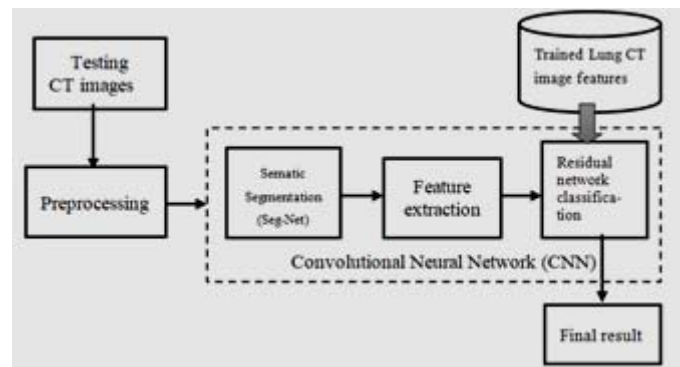 Testing
CT images
Trained Lung CT
image features
Preprocessing
Sematic
Segmentation
(Seg-Net)
Feature
extraction
Residual
network
classifica-
tion
Convolutional Neural Network (CNN)
Final result